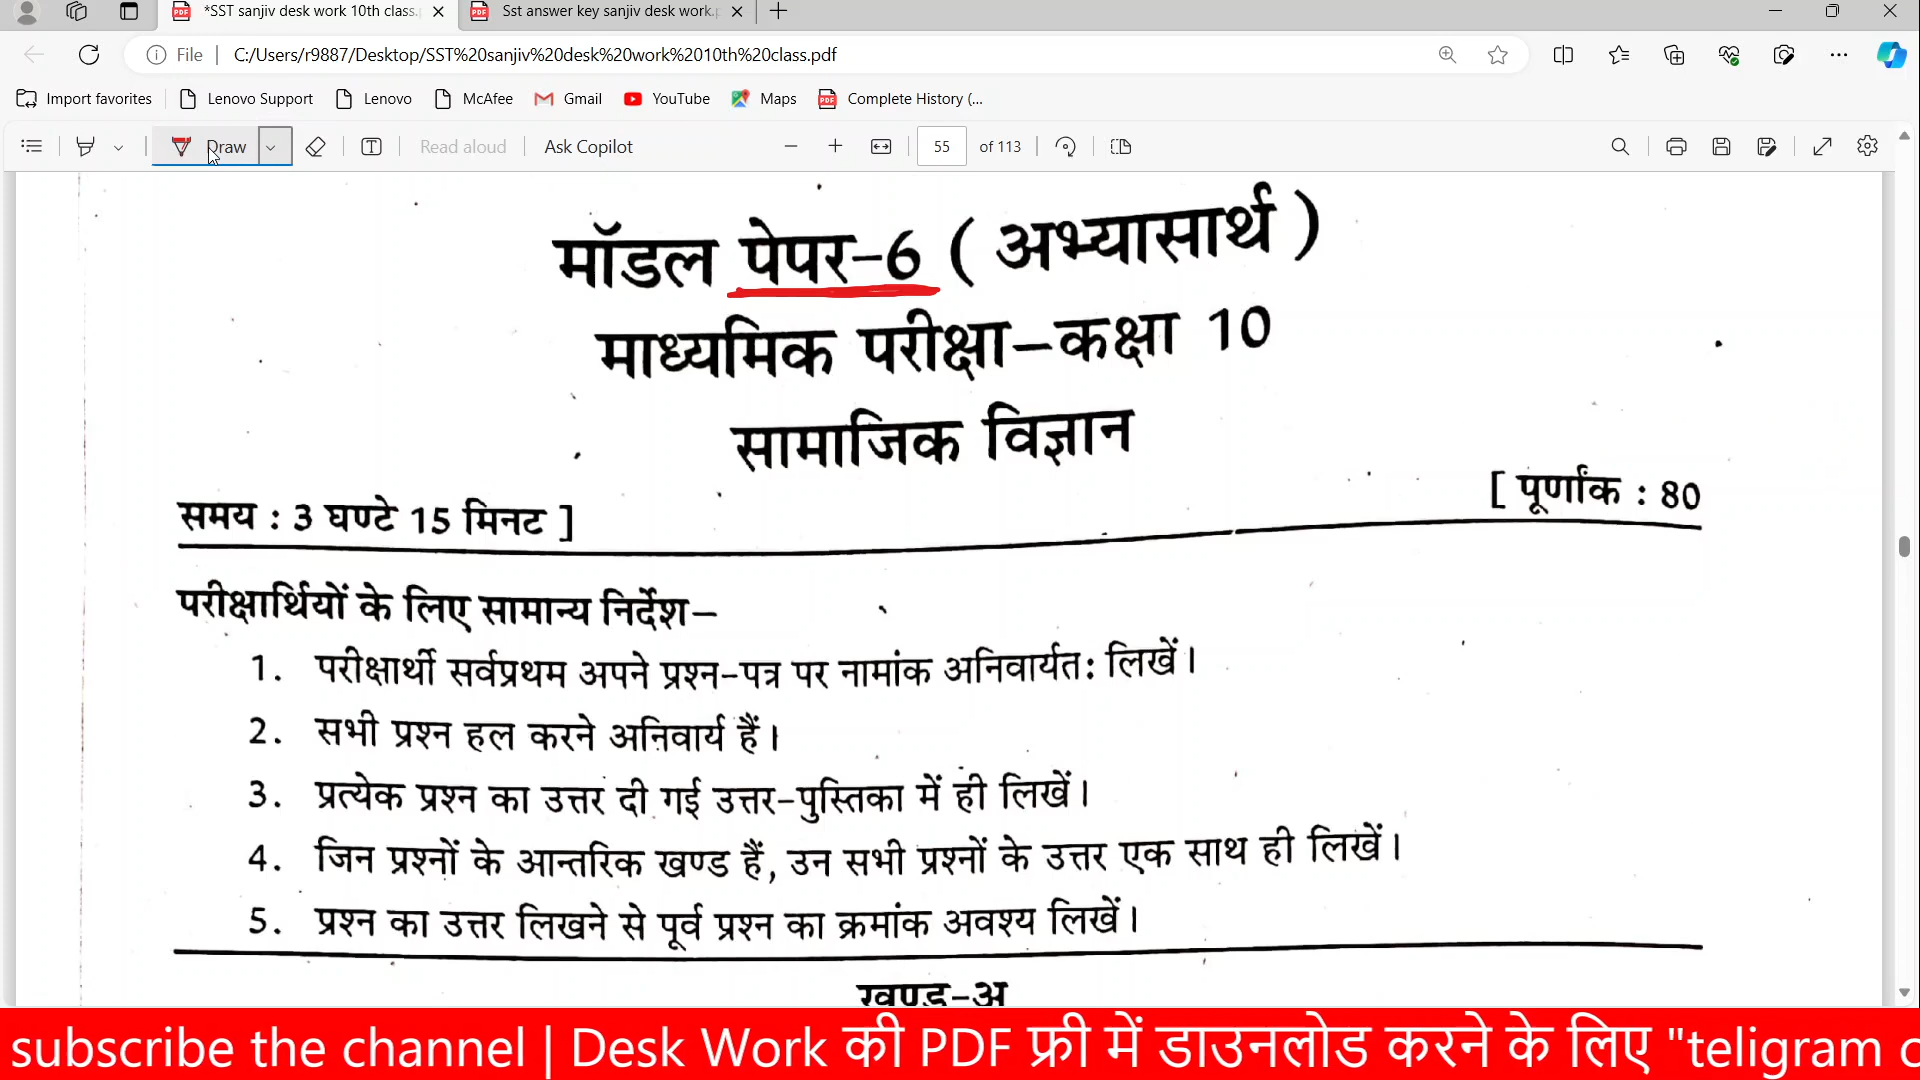 *SST sanjiv desk work 10th class.
Sst answer key sanjiv desk work.p
File
C:/Users/r9887/Desktop/SST%20sanjiv%20desk%20work%2010th%20class.pdf
Import favorites
Lenovo Support
Lenovo
McAfee
Gmail
YouTube
Maps
Complete History (...
Draw
Read aloud
Ask Copilot
55 of 113
मॉडल पेपर-6 ( अभ्यासार्थ )
माध्यमिक परीक्षा-कक्षा 10
सामाजिक विज्ञान
समय : 3 घण्टे 15 मिनट ]
[ पूर्णांक : 80
परीक्षार्थियों के लिए सामान्य निर्देश-
1. परीक्षार्थी सर्वप्रथम अपने प्रश्न-पत्र पर नामांक अनिवार्यतः लिखें।
2. सभी प्रश्न हल करने अनिवार्य हैं।
3. प्रत्येक प्रश्न का उत्तर दी गई उत्तर-पुस्तिका में ही लिखें।
4. जिन प्रश्नों के आन्तरिक खण्ड हैं, उन सभी प्रश्नों के उत्तर एक साथ ही लिखें।
5. प्रश्न का उत्तर लिखने से पूर्व प्रश्न का क्रमांक अवश्य लिखें।
खण्ड-अ
subscribe the channel | Desk Work की PDF फ्री में डाउनलोड करने के लिए "teligram c